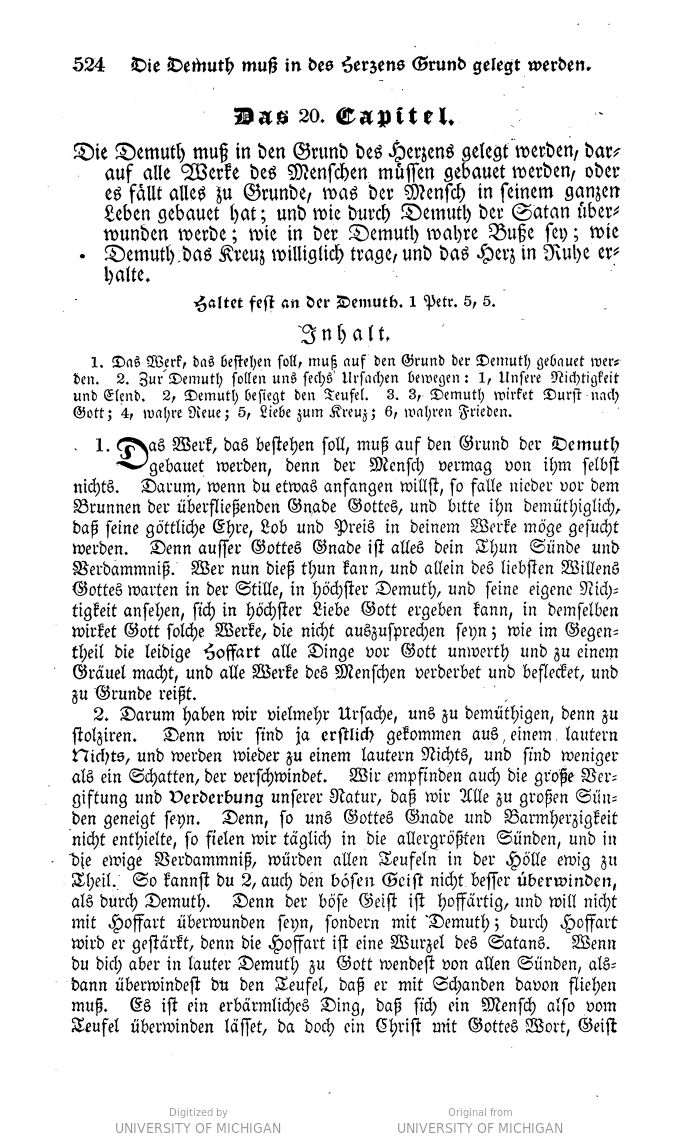 524 Die Demuth muß in des Herzens Grund gelegt werden.
Das 20. Capitel.
Die Demuth muß in den Grund des Herzens gelegt werden, dar-
auf alle Werke des Menschen müssen gebauet werden, oder
es fällt alles zu Grunde, was der Mensch in seinem ganzen
Leben gebauet hat; und wie durch Demuth der Satan über-
wunden werde; wie in der Demuth wahre Buße sey; wie
Demuth das Kreuz williglich trage, und das Herz in Ruhe er-
halte.
Haltet fest an der Demuth. 1 Petr. 5, 5.
Inhalt.
1. Das Werk, das bestehen soll, muß auf den Grund der Demuth gebauet wer-
den. 2. Zur Demuth sollen uns sechs Ursachen bewegen: 1, Unsere Nichtigkeit
und Elend. 2, Demuth besiegt den Teufel. 3. 3, Demuth wirket Durst nach
Gott; 4, wahre Reue; 5, Liebe zum Kreuz; 6, wahren Frieden.
1. Das Werk, das bestehen soll, muß auf den Grund der Demuth
gebauet werden, denn der Mensch vermag von ihm selbst
nichts. Darum, wenn du etwas anfangen willst, so falle nieder vor dem
Brunnen der überfließenden Gnade Gottes, und bitte ihn demüthiglich,
daß seine göttliche Ehre, Lob und Preis in deinem Werke möge gesucht
werden. Denn ausser Gottes Gnade ist alles dein Thun Sünde und
Verdammniß. Wer nun dieß thun kann, und allein des liebsten Willens
Gottes warten in der Stille, in höchster Demuth, und seine eigene Nich-
tigkeit ansehen, sich in höchster Liebe Gott ergeben kann, in demselben
wirket Gott solche Werke, die nicht auszusprechen seyn; wie im Gegen-
theil die leidige Hoffart alle Dinge vor Gott unwerth und zu einem
Gräuel macht, und alle Werke des Menschen verderbet und beflecket, und
zu Grunde reißt.
2. Darum haben wir vielmehr Ursache, uns zu demüthigen, denn zu
stolziren. Denn wir sind ja erstlich gekommen aus einem lautern
Nichts, und werden wieder zu einem lautern Nichts, und sind weniger
als ein Schatten, der verschwindet. Wir empfinden auch die große Ver-
giftung und Verderbung unserer Natur, daß wir Alle zu großen Sün-
den geneigt seyn. Denn, so uns Gottes Gnade und Barmherzigkeit
nicht enthielte, so fielen wir täglich in die allergrößten Sünden, und in
die ewige Verdammniß, würden allen Teufeln in der Hölle ewig zu
Theil. So kannst du 2, auch den bösen Geist nicht besser überwinden,
als durch Demuth. Denn der böse Geist ist hoffärtig, und will nicht
mit Hoffart überwunden seyn, sondern mit Demuth; durch Hoffart
wird er gestärkt, denn die Hoffart ist eine Wurzel des Satans. Wenn
du dich aber in lauter Demuth zu Gott wendest von allen Sünden, als-
dann überwindest du den Teufel, daß er mit Schanden davon fliehen
muß. Es ist ein erbärmliches Ding, daß sich ein Mensch also vom
Teufel überwinden lässet, da doch ein Christ mit Gottes Wort, Geist
Digitized by
UNIVERSITY OF MICHIGAN
Original from
UNIVERSITY OF MICHIGAN